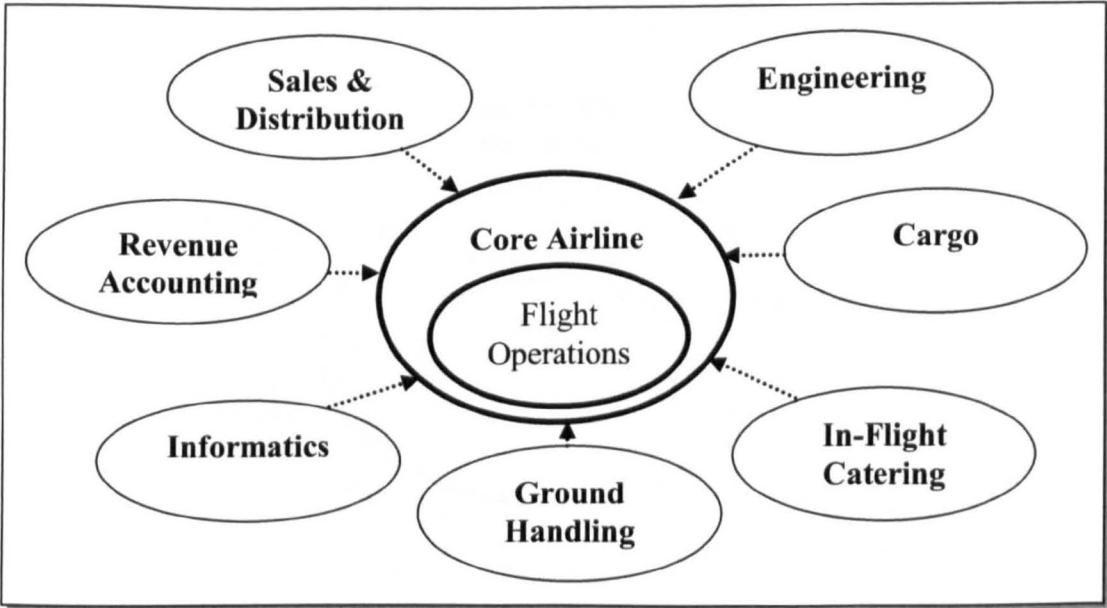 Sales &
Distribution
Engineering
Revenue
Accounting
Core Airline
Cargo
Flight
Operations
Informatics
In-Flight
Catering
Ground
Handling